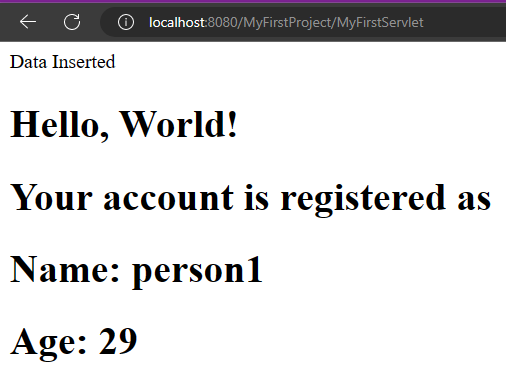 localhost:8080/MyFirstProject/MyFirstServlet
Data Inserted
Hello, World!
Your account is registered as
Name: person1
Age: 29